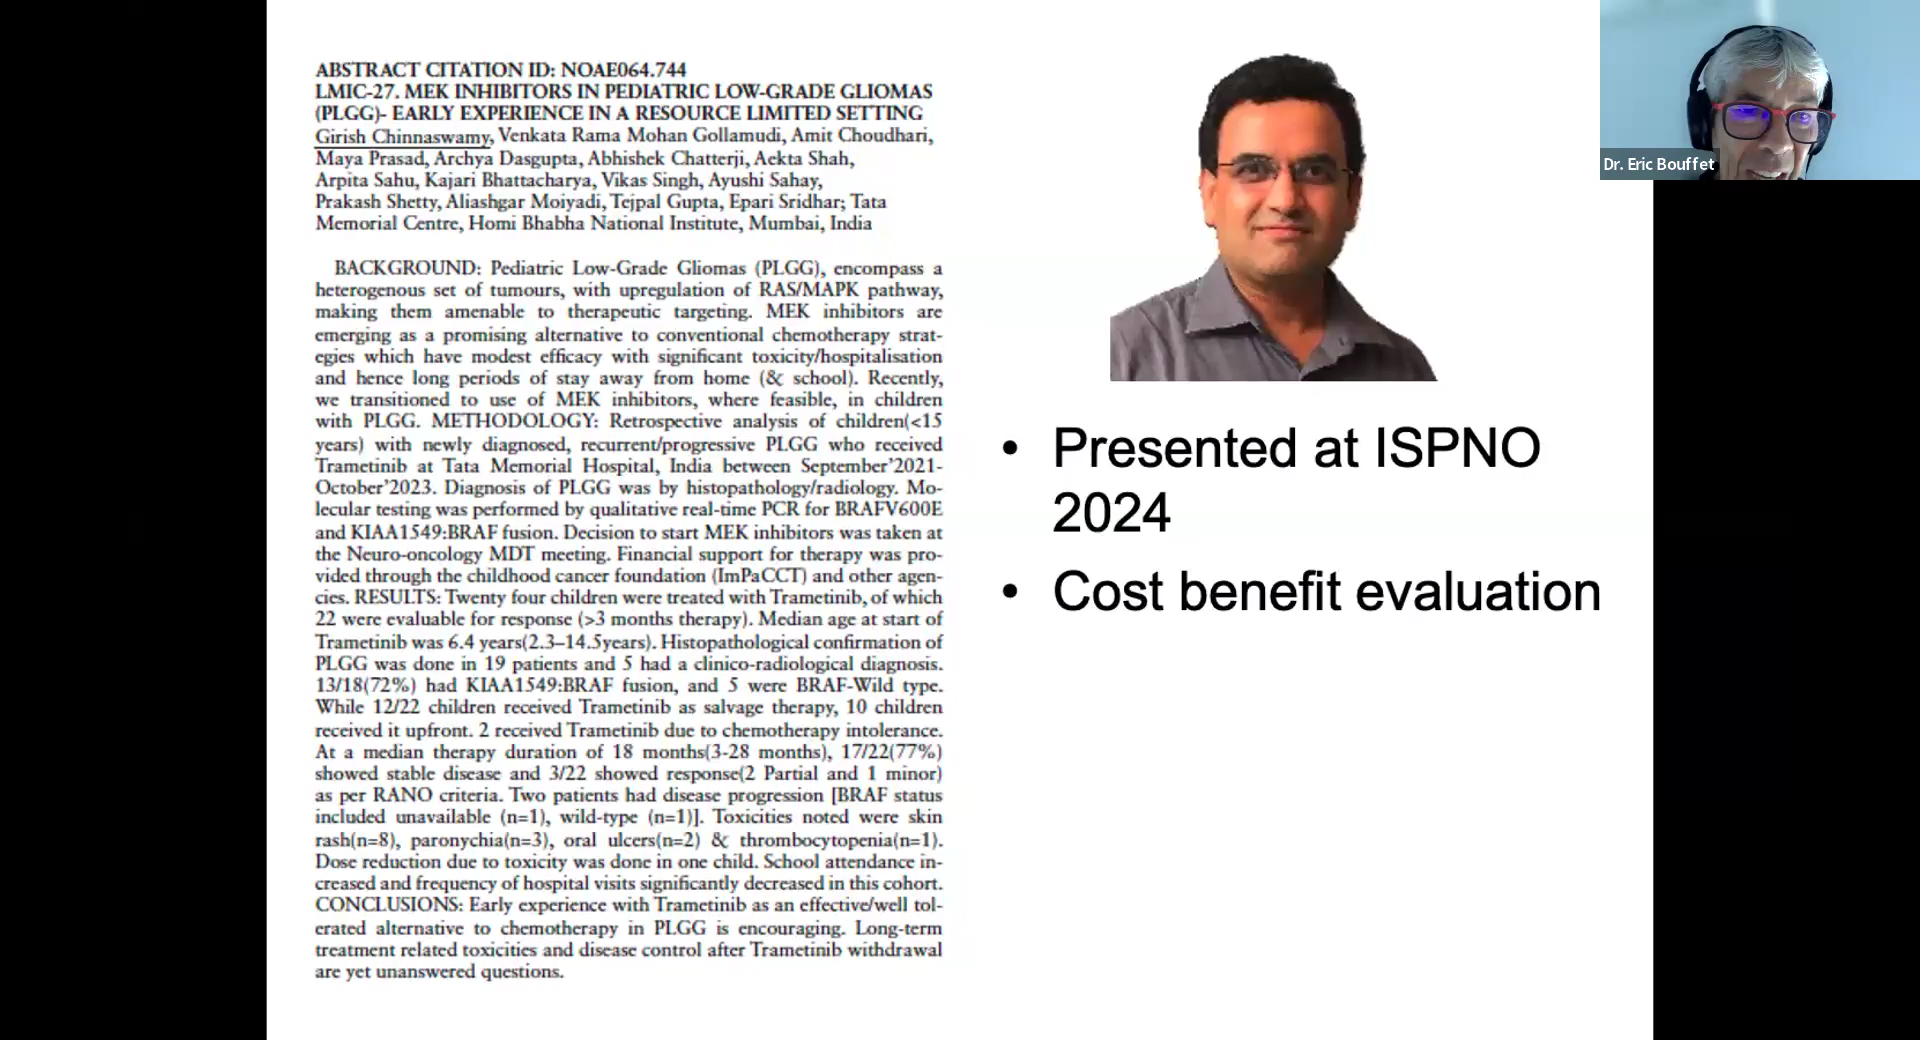 ABSTRACT CITATION ID: NOAE064.744
LMIC-27. MEK INHIBITORS IN PEDIATRIC LOW-GRADE GLIOMAS
(PLGG)- EARLY EXPERIENCE IN A RESOURCE LIMITED SETTING
Girish Chinnaswamy, Venkata Rama Mohan Gollamudi, Amit Choudhari,
Maya Prasad, Archya Dasgupta, Abhishek Chatterji, Aekta Shah,
Arpita Sahu, Kajari Bhattacharya, Vikas Singh, Ayushi Sahay,
Prakash Shetty, Aliashgar Moiyadi, Tejpal Gupta, Epari Sridhar; Tata
Memorial Centre, Homi Bhabha National Institute, Mumbai, India
BACKGROUND: Pediatric Low-Grade Gliomas (PLGG), encompass a
heterogenous set of tumours, with upregulation of RAS/MAPK pathway,
making them amenable to therapeutic targeting. MEK inhibitors are
emerging as a promising alternative to conventional chemotherapy strat-
egies which have modest efficacy with significant toxicity/hospitalisation
and hence long periods of stay away from home (& school). Recently,
we transitioned to use of MEK inhibitors, where feasible, in children
with PLGG. METHODOLOGY: Retrospective analysis of children(<15
years) with newly diagnosed, recurrent/progressive PLGG who received
Trametinib at Tata Memorial Hospital, India between September'2021-
October'2023. Diagnosis of PLGG was by histopathology/radiology. Mo-
lecular testing was performed by qualitative real-time PCR for BRAFV600E
and KIAA1549:BRAF fusion. Decision to start MEK inhibitors was taken at
the Neuro-oncology MDT meeting. Financial support for therapy was pro-
vided through the childhood cancer foundation (ImPaCCT) and other agen-
cies. RESULTS: Twenty four children were treated with Trametinib, of which
22 were evaluable for response (>3 months therapy). Median age at start of
Trametinib was 6.4 years(2.3–14.5years). Histopathological confirmation of
PLGG was done in 19 patients and 5 had a clinico-radiological diagnosis.
13/18(72%) had KIAA1549:BRAF fusion, and 5 were BRAF-Wild type.
While 12/22 children received Trametinib as salvage therapy, 10 children
received it upfront. 2 received Trametinib due to chemotherapy intolerance.
At a median therapy duration of 18 months(3-28 months), 17/22(77%)
showed stable disease and 3/22 showed response(2 Partial and 1 minor)
as per RANO criteria. Two patients had disease progression [BRAF status
included unavailable (n=1), wild-type (n=1)]. Toxicities noted were skin
rash(n=8), paronychia(n=3), oral ulcers(n=2) & thrombocytopenia(n=1).
Dose reduction due to toxicity was done in one child. School attendance in-
creased and frequency of hospital visits significantly decreased in this cohort.
CONCLUSIONS: Early experience with Trametinib as an effective/well tol-
erated alternative to chemotherapy in PLGG is encouraging. Long-term
treatment related toxicities and disease control after Trametinib withdrawal
are yet unanswered questions.
• Presented at ISPNO
2024
• Cost benefit evaluation
Dr. Eric Bouffet